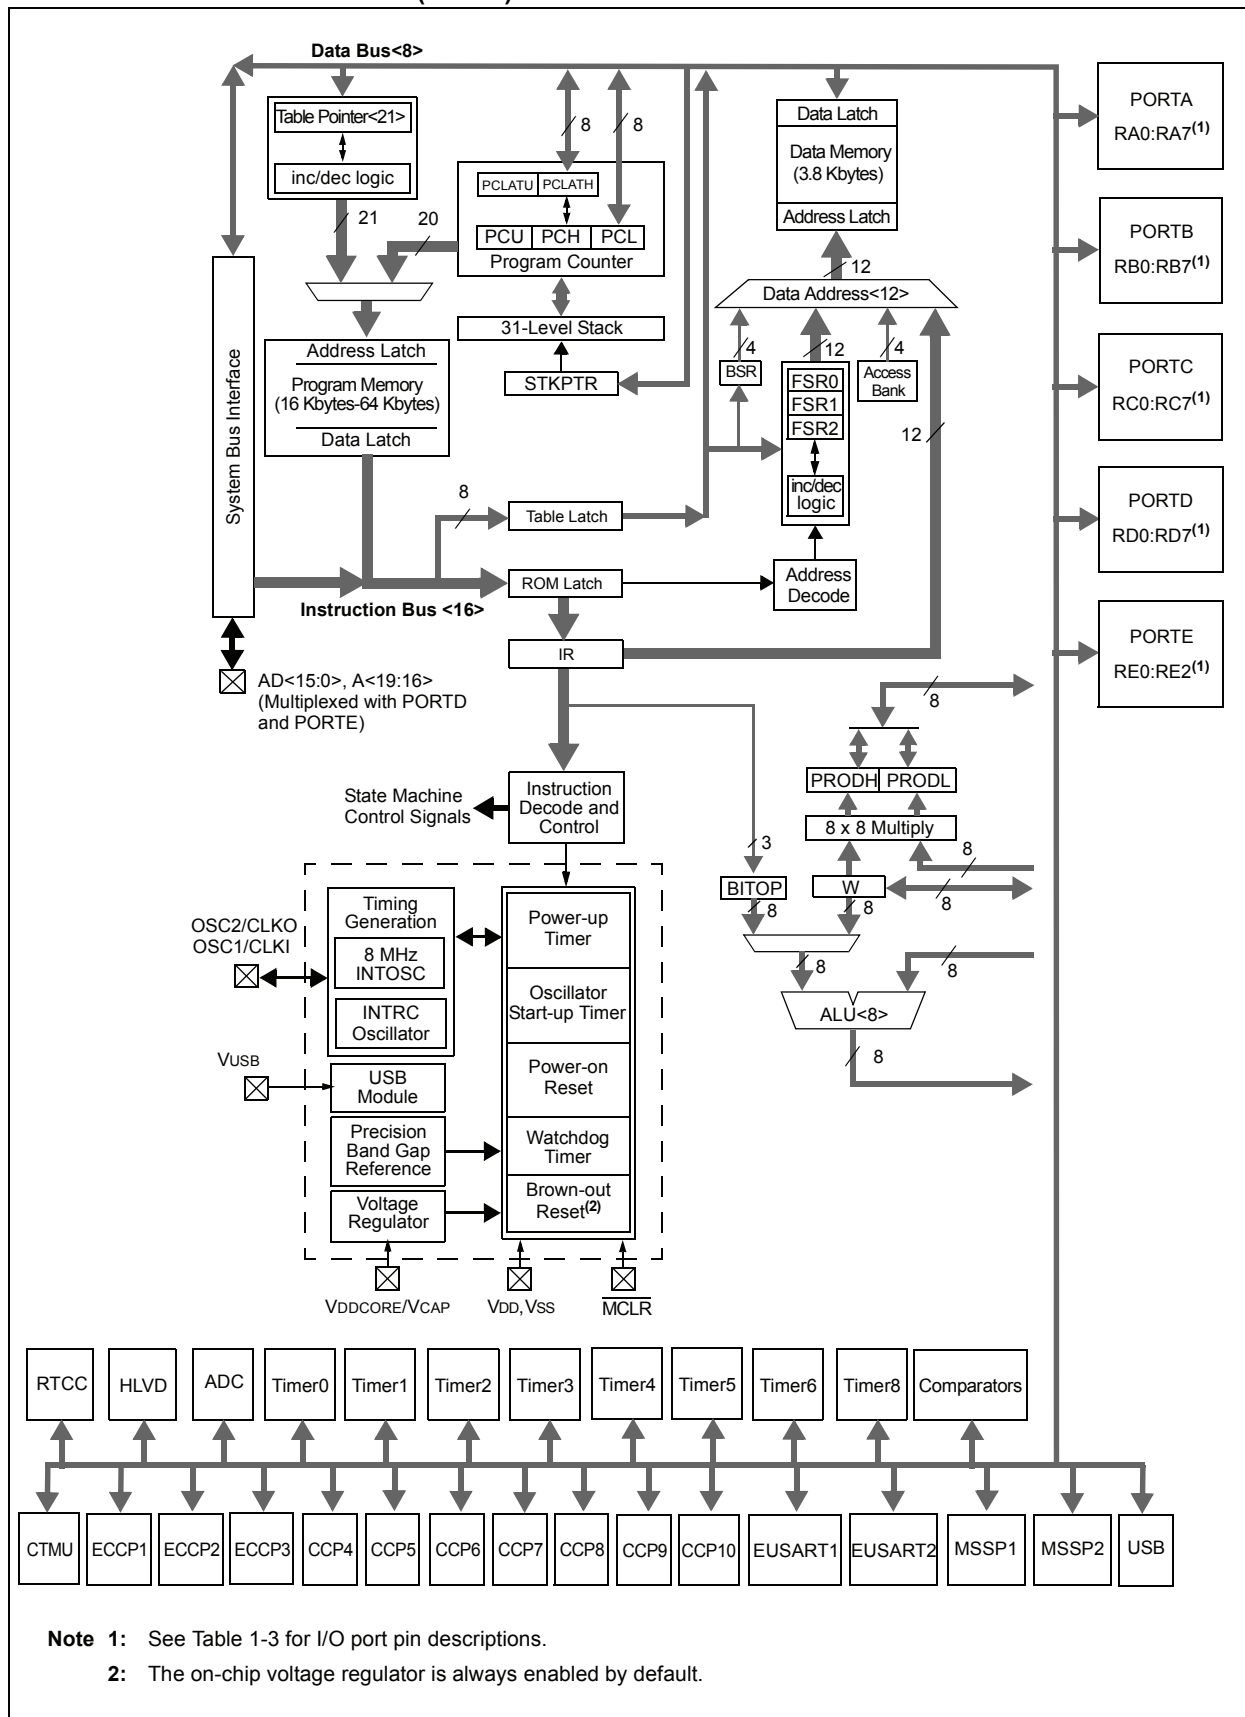 Data Bus<8>
Table Pointer<21>
inc/dec logic
21
20
8
8
PCLATU PCLATH
PCU PCH PCL
Program Counter
31-Level Stack
STKPTR
Data Latch
Data Memory
(3.8 Kbytes)
Address Latch
12
Data Address<12>
4
12
4
BSR
FSR0
FSR1
FSR2
inc/dec
logic
Access
Bank
12
Address
Decode
System Bus Interface
Address Latch
Program Memory
(16 Kbytes-64 Kbytes)
Data Latch
8
Table Latch
ROM Latch
Instruction Bus <16>
IR
AD<15:0>, A<19:16>
(Multiplexed with PORTD
and PORTE)
PORTA
RA0:RA7(1)
PORTB
RB0:RB7(1)
PORTC
RC0:RC7(1)
PORTD
RD0:RD7(1)
PORTE
RE0:RE2(1)
8
PRODH PRODL
8 x 8 Multiply
State Machine
Control Signals
Instruction
Decode and
Control
3
8
BITOP
W
8
8
8
8
8
ALU<8>
8
OSC2/CLKO
OSC1/CLKI
Timing
Generation
8 MHz
INTOSC
INTRC
Oscillator
VUSB
USB
Module
Precision
Band Gap
Reference
Voltage
Regulator
Power-up
Timer
Oscillator
Start-up Timer
Power-on
Reset
Watchdog
Timer
Brown-out
Reset(2)
VDDCORE/VCAP
VDD, VSS
MCLR
RTCC HLVD ADC Timer0 Timer1 Timer2 Timer3 Timer4 Timer5 Timer6 Timer8 Comparators
CTMU ECCP1 ECCP2 ECCP3 CCP4 CCP5 CCP6 CCP7 CCP8 CCP9 CCP10 EUSART1 EUSART2 MSSP1 MSSP2 USB
Note 1: See Table 1-3 for I/O port pin descriptions.
2: The on-chip voltage regulator is always enabled by default.